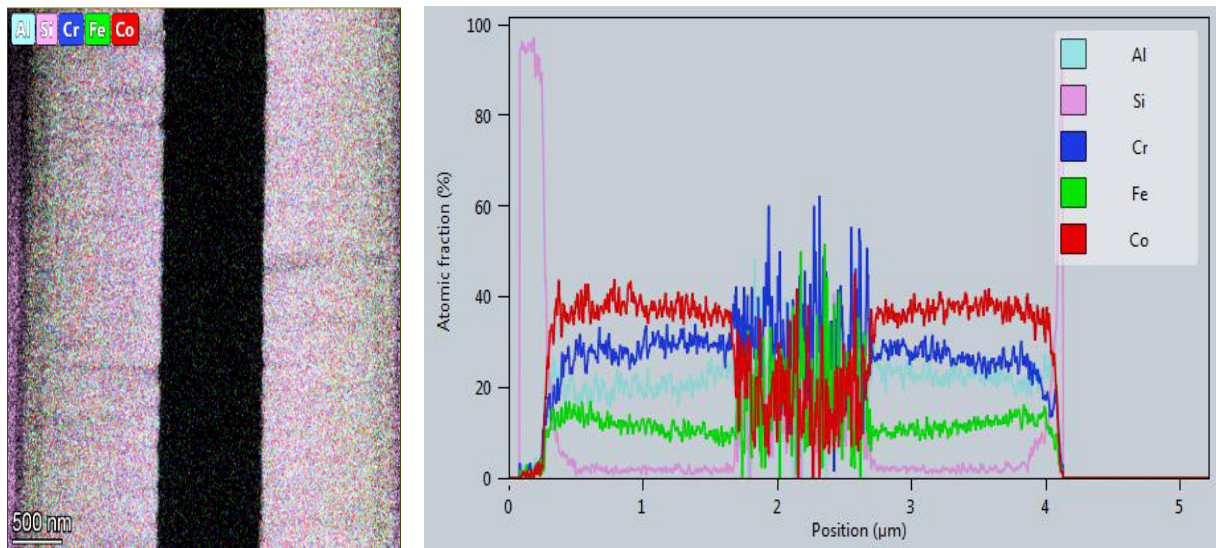 Al Si Cr Fe Co
500 nm
100
80
60
40
20
0
Atomic fraction (%)
0 1 2 3 4 5
Position (µm)
Al
Si
Cr
Fe
Co